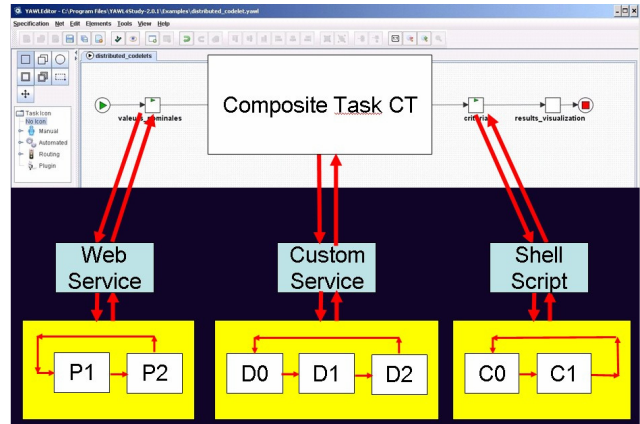 YAWLEditor - C:\Program Files\YAWL4Study-2.0.1\Examples\distributed_codelet.yawl
Specification Net Edit Elements Tools View Help
distributed_codelets
Task Icon
No Icon
Manual
Automated
Routing
Plugin
Composite Task CT
criteria
results_visualization
Web
Service
Custom
Service
Shell
Script
P1 P2
D0 D1 D2
C0 C1